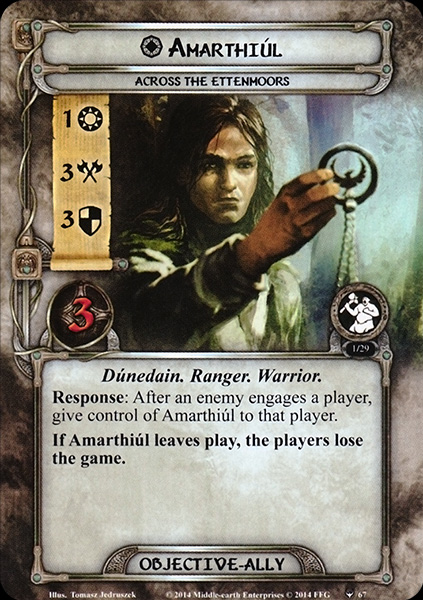 AMARTHIÚL
ACROSS THE ETTENMOORS
1
3
3
3
1/29
Dúnedain. Ranger. Warrior.
Response: After an enemy engages a player,
give control of Amarthiúl to that player.
If Amarthiúl leaves play, the players lose
the game.
OBJECTIVE-ALLY
Illus. Tomasz Jedruszek © 2014 Middle-earth Enterprises © 2014 FFG 67